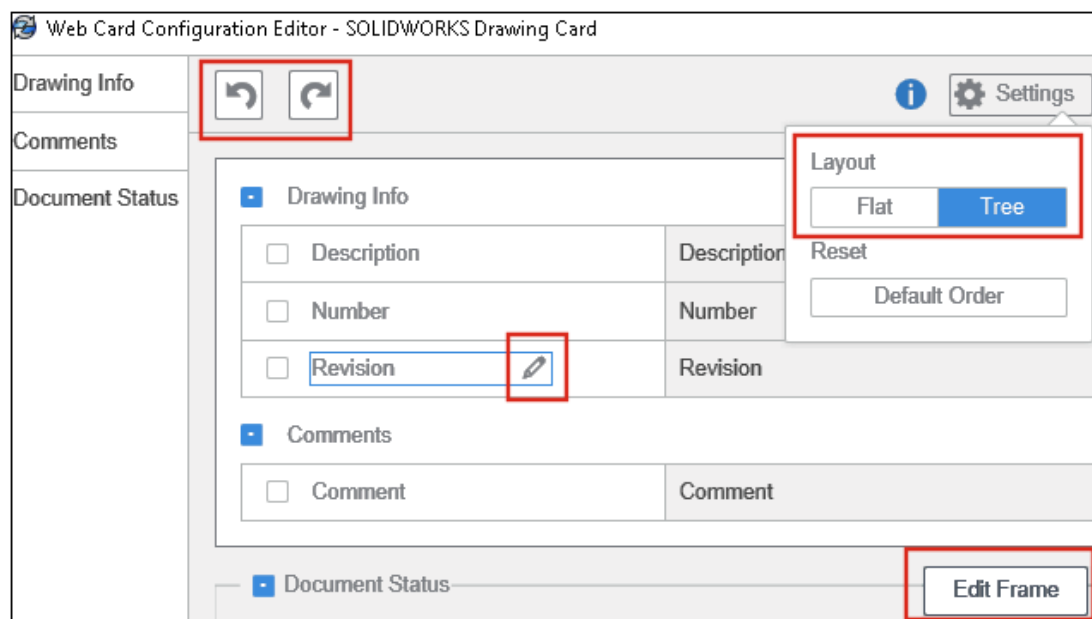 Web Card Configuration Editor - SOLIDWORKS Drawing Card
Drawing Info
Comments
Document Status
Settings
Layout
Flat Tree
Reset
Default Order
Drawing Info
Description Description
Number Number
Revision Revision
Comments
Comment Comment
Document Status
Edit Frame